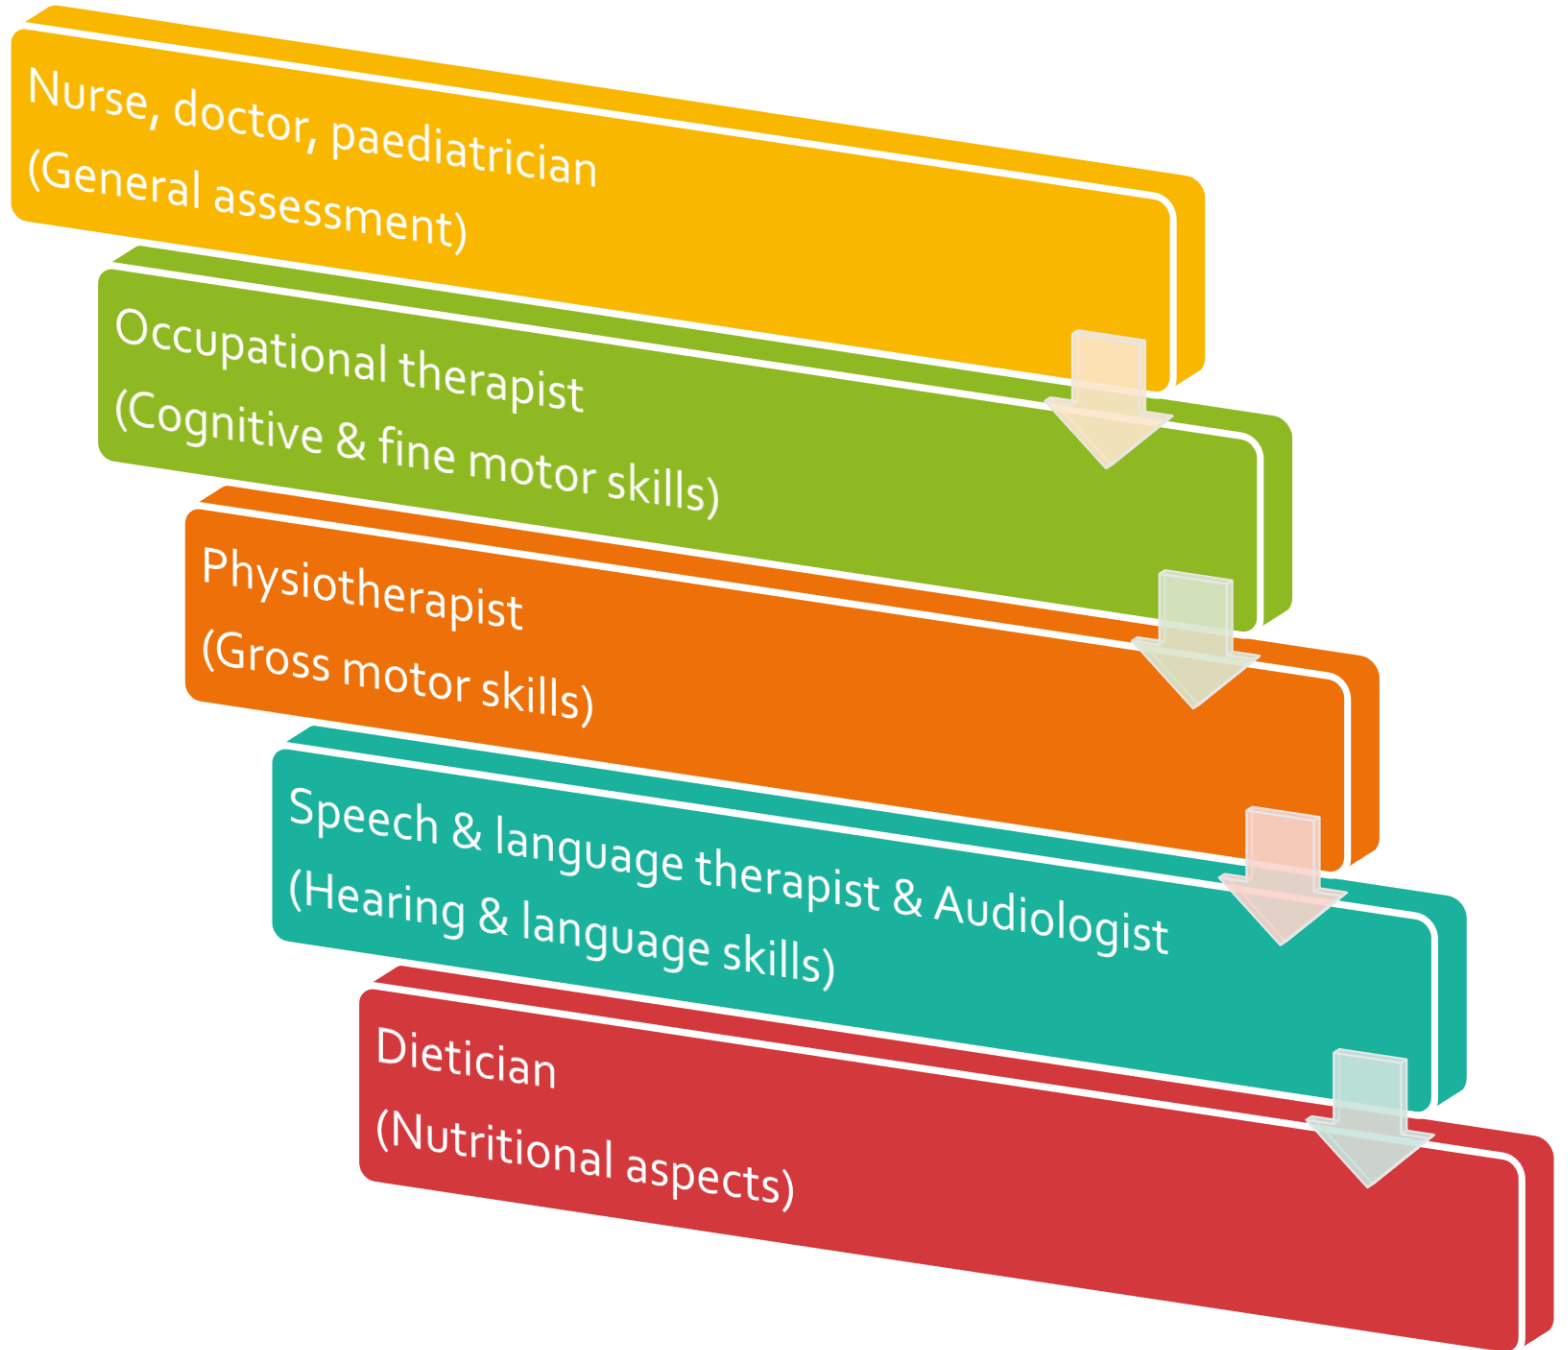 Nurse, doctor, paediatrician
(General assessment)
Occupational therapist
(Cognitive & fine motor skills)
Physiotherapist
(Gross motor skills)
Speech & language therapist & Audiologist
(Hearing & language skills)
Dietician
(Nutritional aspects)